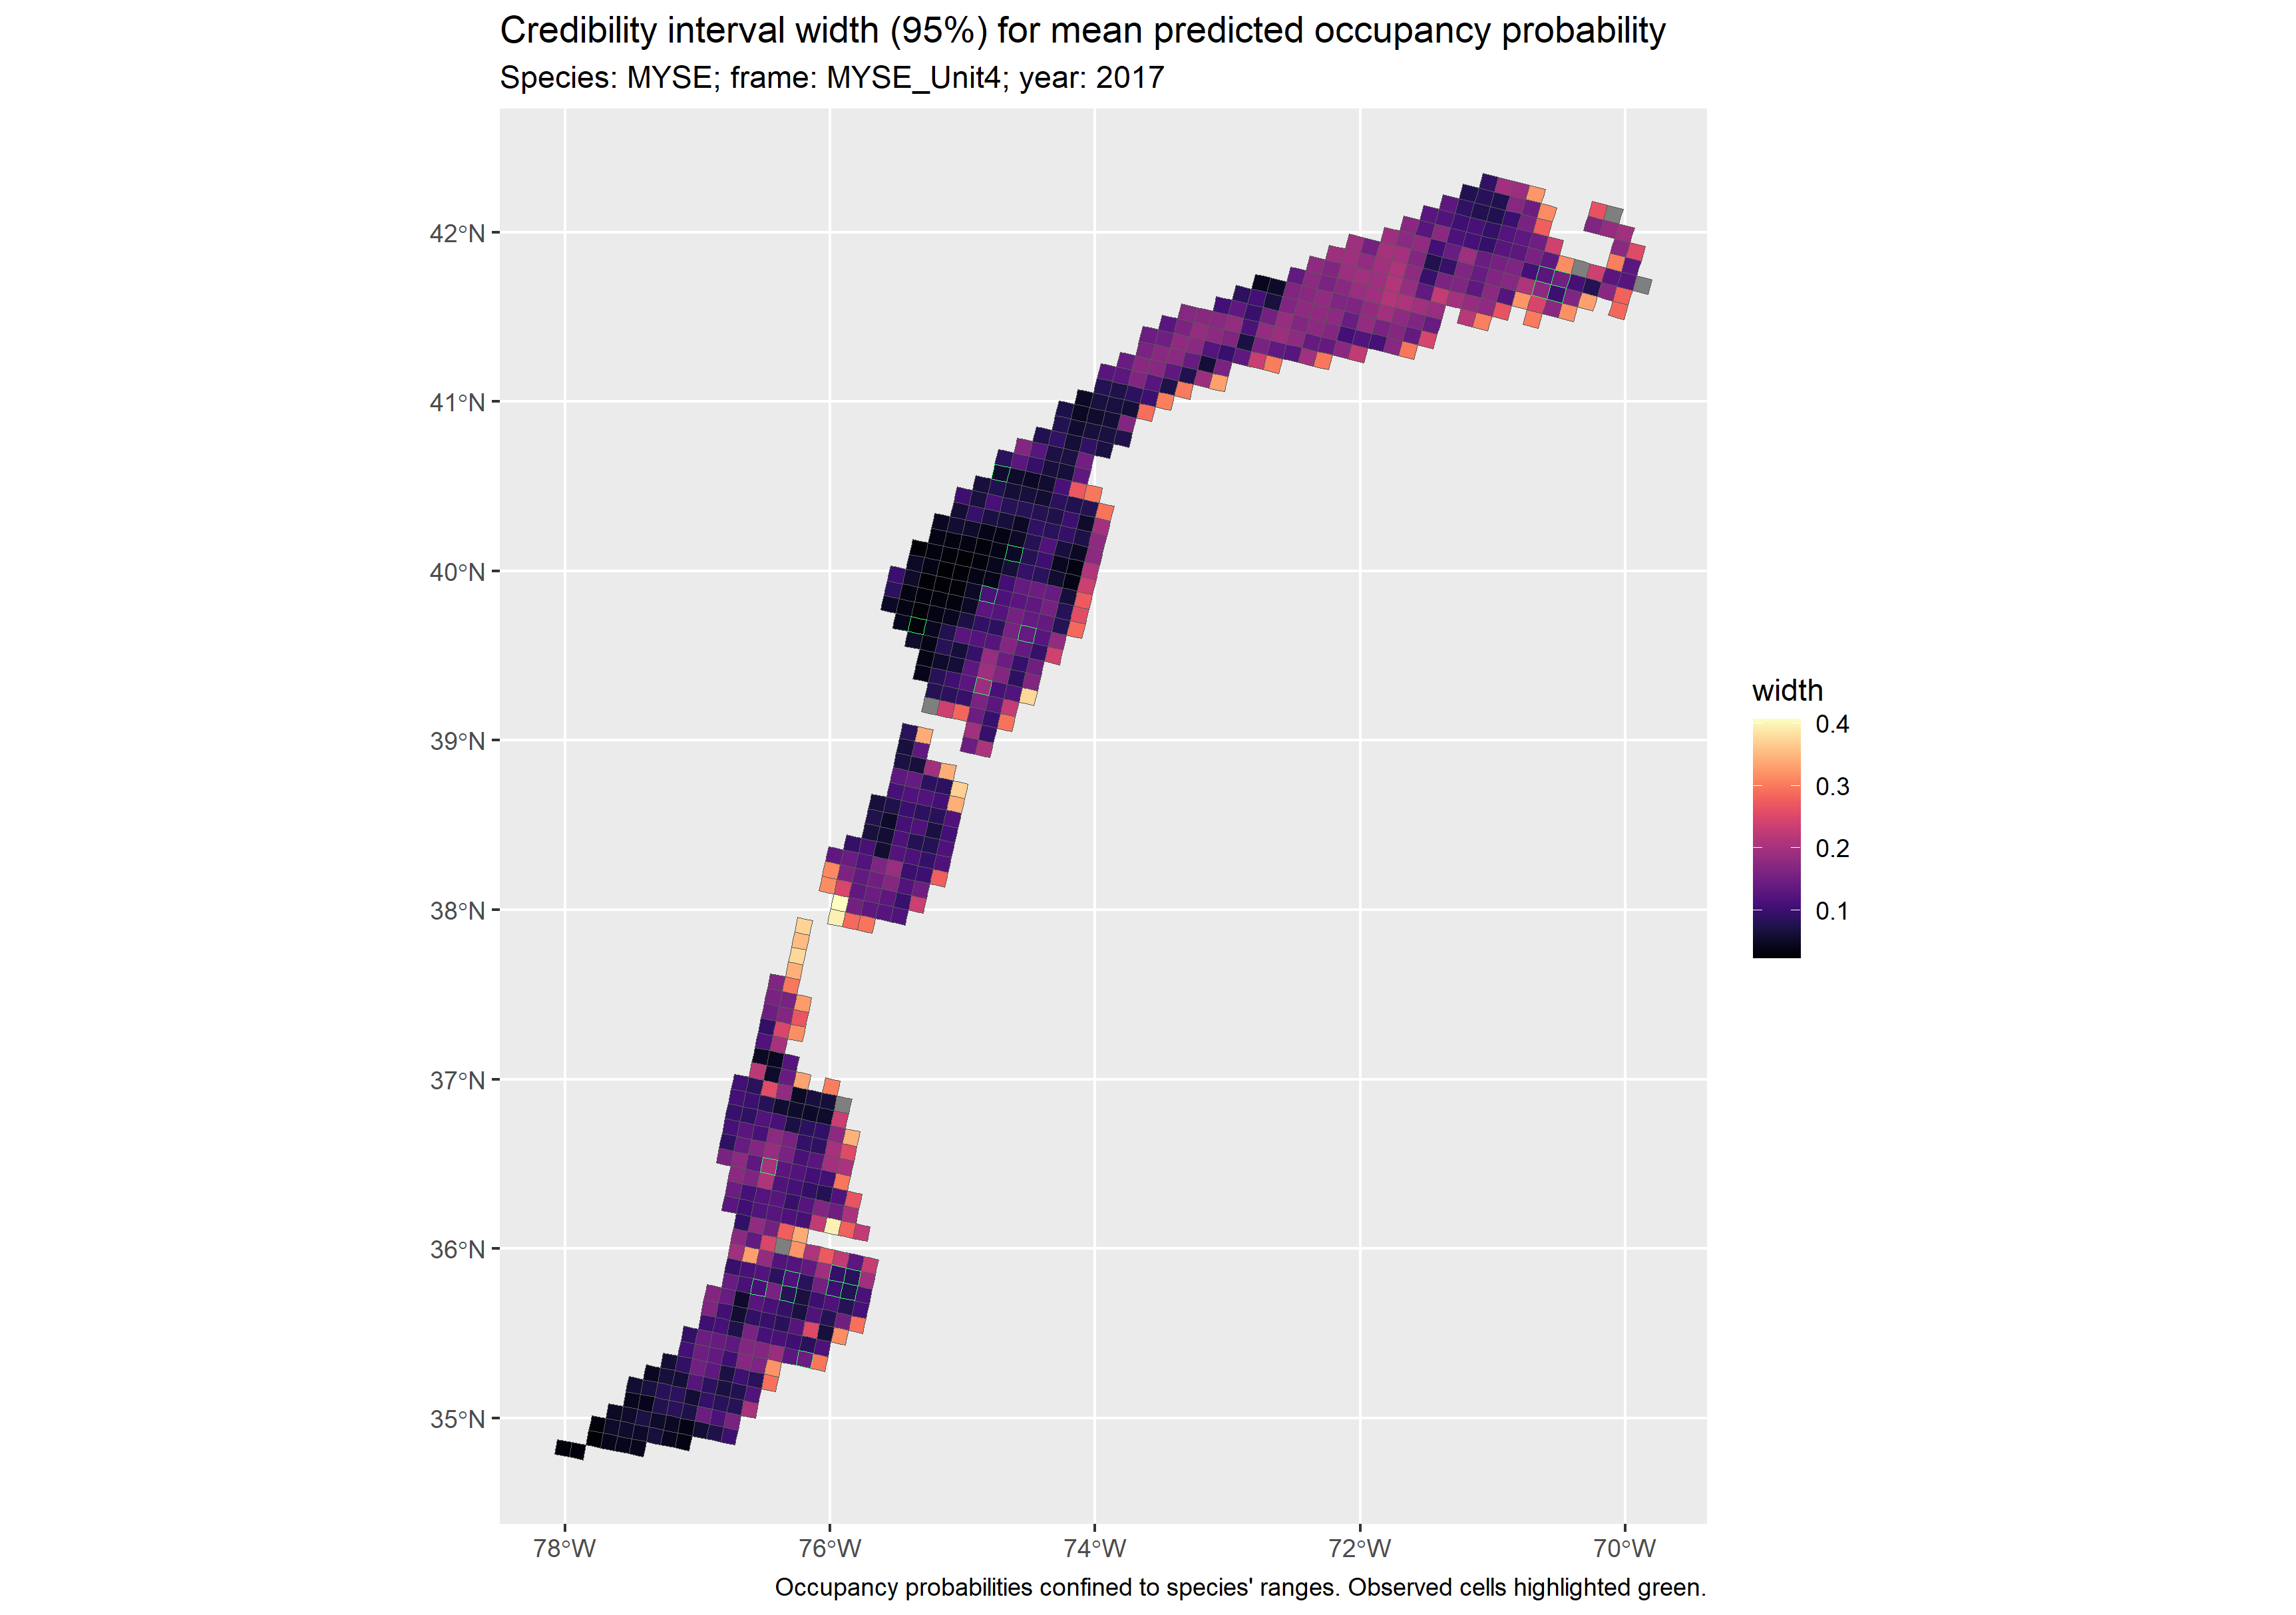 Credibility interval width (95%) for mean predicted occupancy probability
Species: MYSE; frame: MYSE_Unit4; year: 2017
42°N
41°N
40°N
39°N
38°N
37°N
36°N
35°N
78°W 76°W 74°W 72°W 70°W
width
0.4
0.3
0.2
0.1
Occupancy probabilities confined to species' ranges. Observed cells highlighted green.